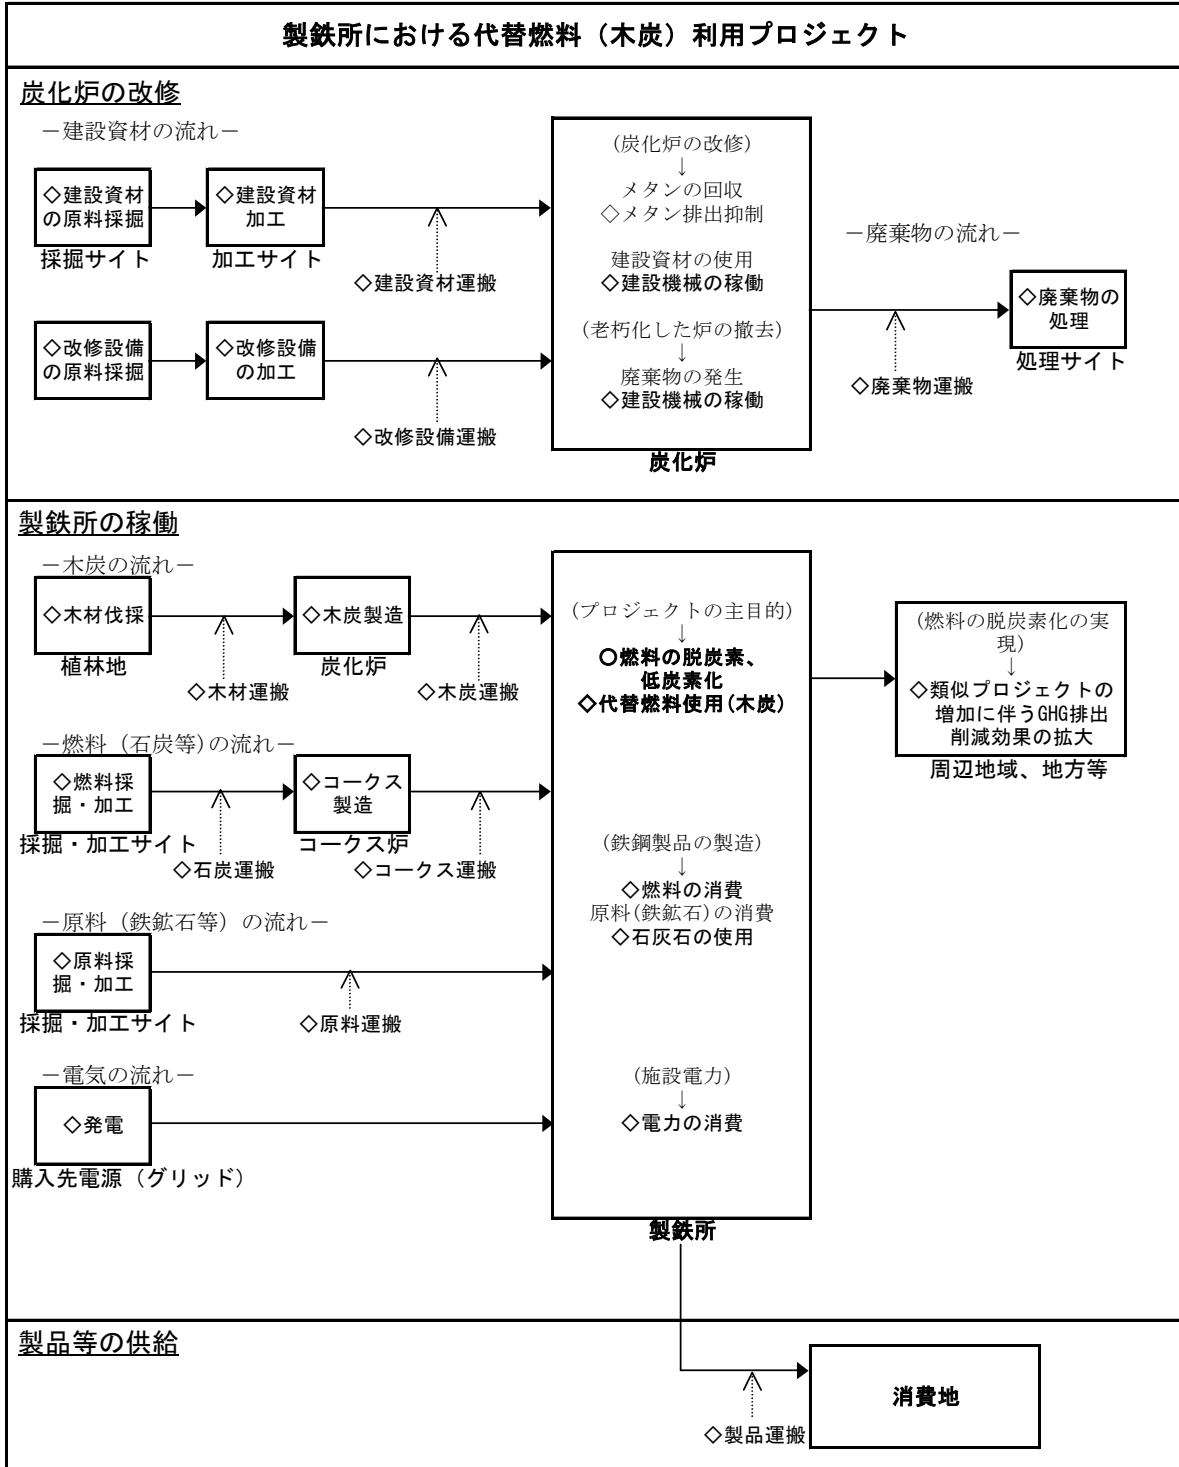 製鉄所における代替燃料（木炭）利用プロジェクト
炭化炉の改修
－建設資材の流れ－
◇建設資材
の原料採掘
採掘サイト
◇建設資材
加工
加工サイト
◇建設資材運搬
◇改修設備
の原料採掘
◇改修設備
の加工
◇改修設備運搬
(炭化炉の改修)
↓
メタンの回収
◇メタン排出抑制
建設資材の使用
◇建設機械の稼働
(老朽化した炉の撤去)
↓
廃棄物の発生
◇建設機械の稼働
炭化炉
－廃棄物の流れ－
◇廃棄物の
処理
処理サイト
◇廃棄物運搬
製鉄所の稼働
－木炭の流れ－
◇木材伐採
植林地
◇木材運搬
◇木炭製造
炭化炉
◇木炭運搬
－燃料（石炭等)の流れ－
◇燃料採
掘・加工
採掘・加工サイト
◇石炭運搬
◇コークス
製造
コークス炉
◇コークス運搬
－原料（鉄鉱石等）の流れ－
◇原料採
掘・加工
採掘・加工サイト
◇原料運搬
－電気の流れ－
◇発電
購入先電源（グリッド）
(プロジェクトの主目的)
↓
○燃料の脱炭素、
低炭素化
◇代替燃料使用(木炭)
(鉄鋼製品の製造)
↓
◇燃料の消費
原料(鉄鉱石)の消費
◇石灰石の使用
(施設電力)
↓
◇電力の消費
製鉄所
(燃料の脱炭素化の実
現)
↓
◇類似プロジェクトの
増加に伴うGHG排出
削減効果の拡大
周辺地域、地方等
製品等の供給
◇製品運搬
消費地